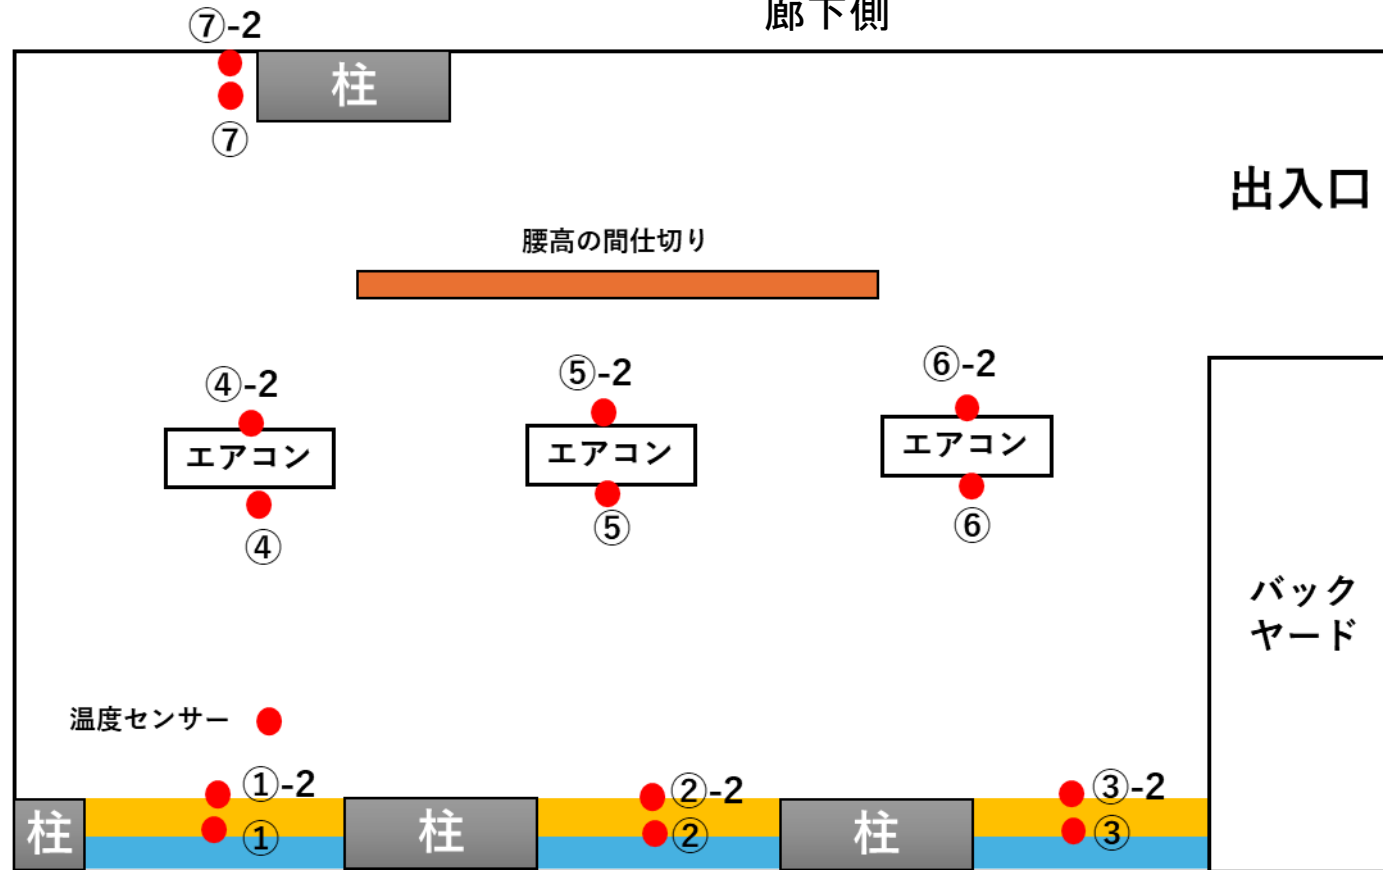 廊下側
⑦-2
柱
⑦
出入口
腰高の間仕切り
④-2
⑤-2
⑥-2
エアコン
エアコン
エアコン
④
⑤
⑥
バック
ヤード
温度センサー
①-2
②-2
③-2
柱
①
柱
②
柱
③